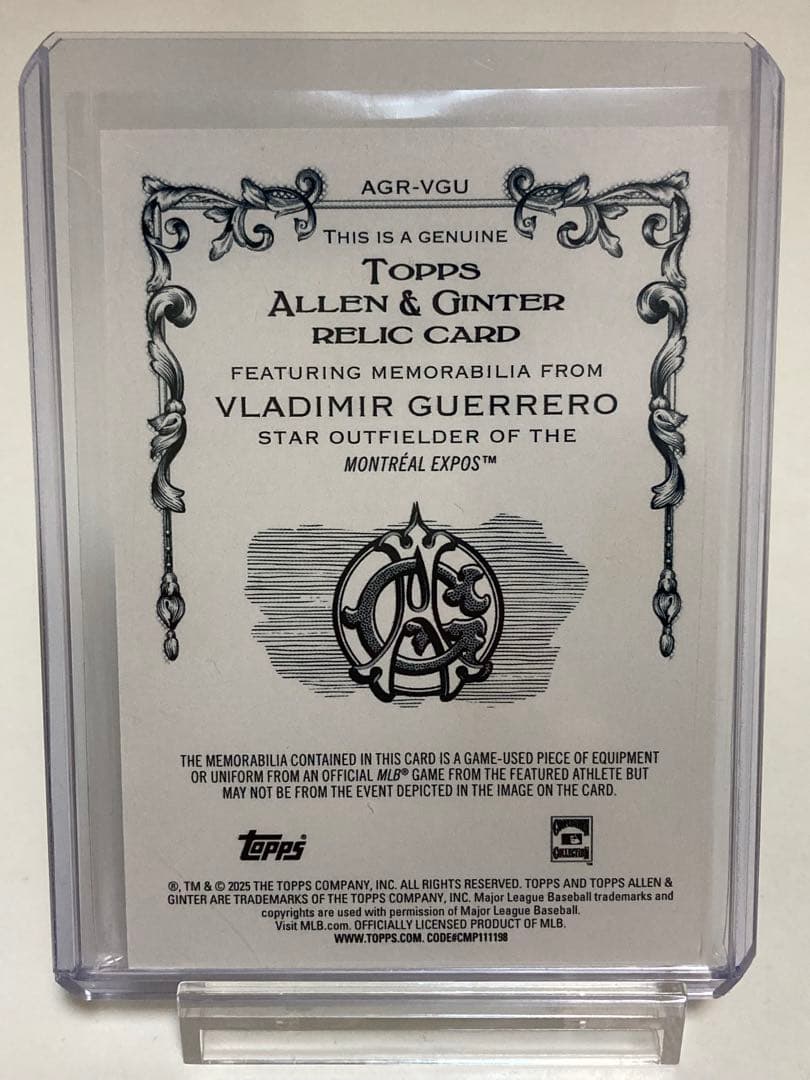 AGR-VGU
THIS IS A GENUINE
TOPPS
ALLEN & GINTER
RELIC CARD
FEATURING MEMORABILIA FROM
VLADIMIR GUERRERO
STAR OUTFIELDER OF THE
MONTRÉAL EXPOS™
THE MEMORABILIA CONTAINED IN THIS CARD IS A GAME-USED PIECE OF EQUIPMENT
OR UNIFORM FROM AN OFFICIAL MLB® GAME FROM THE FEATURED ATHLETE BUT
MAY NOT BE FROM THE EVENT DEPICTED IN THE IMAGE ON THE CARD.
Topps®
COOPERSTOWN
COLLECTION™
®, TM & © 2025 THE TOPPS COMPANY, INC. ALL RIGHTS RESERVED. TOPPS AND TOPPS ALLEN &
GINTER ARE TRADEMARKS OF THE TOPPS COMPANY, INC. Major League Baseball trademarks and
copyrights are used with permission of Major League Baseball.
Visit MLB.com. OFFICIALLY LICENSED PRODUCT OF MLB.
WWW.TOPPS.COM. CODE#CMP111198